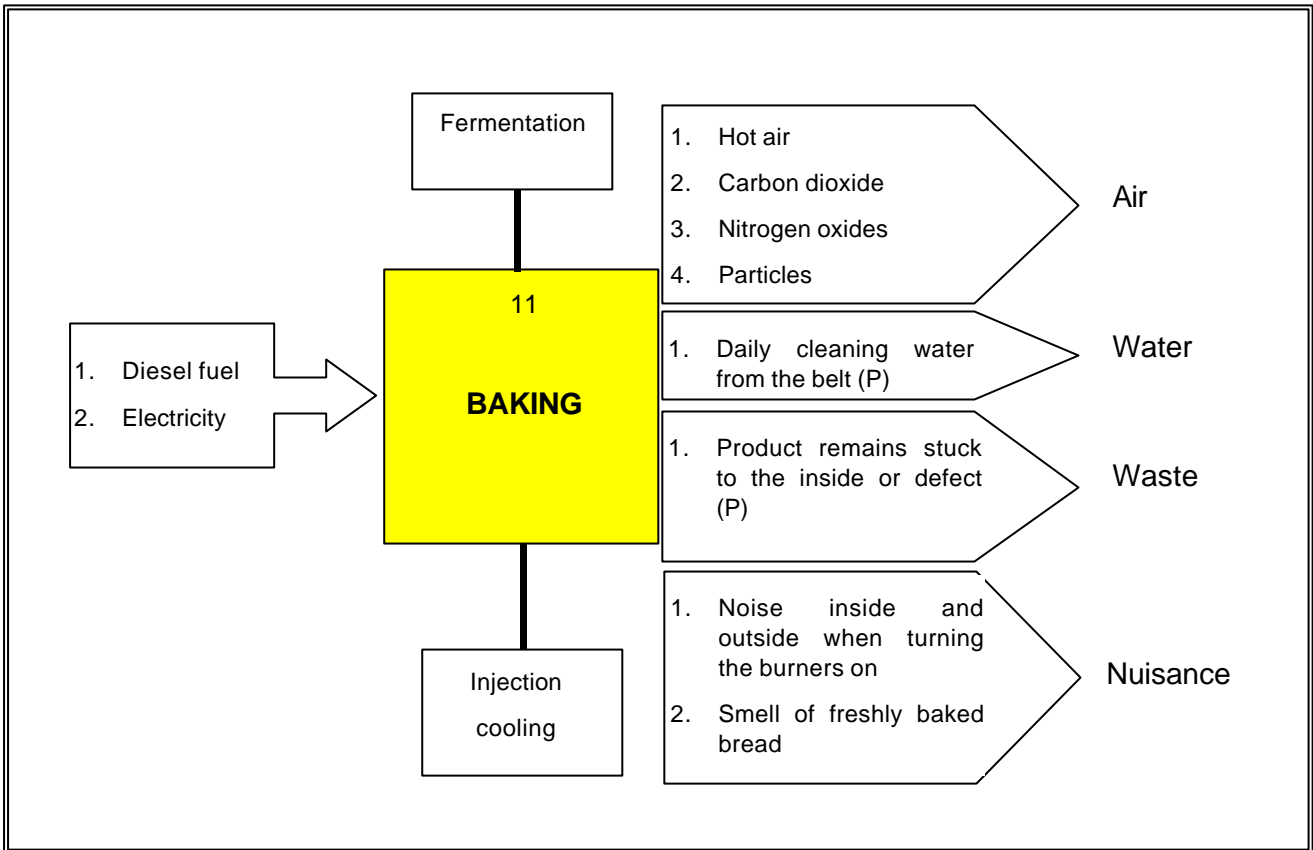 Fermentation
1. Hot air
2. Carbon dioxide
3. Nitrogen oxides
4. Particles
Air
11
BAKING
1. Diesel fuel
2. Electricity
1. Daily cleaning water
from the belt (P)
Water
1. Product remains stuck
to the inside or defect
(P)
Waste
1. Noise inside and
outside when turning
the burners on
2. Smell of freshly baked
bread
Nuisance
Injection
cooling